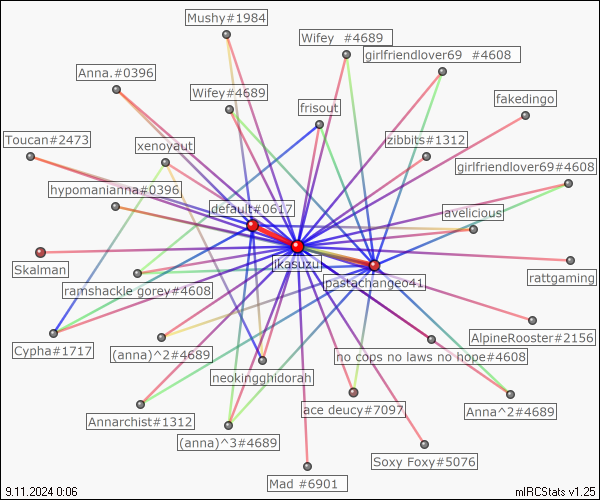 Mushy#1984
Wifey  #4689
girlfriendlover69  #4608
Anna.#0396
Wifey#4689
frisout
fakedingo
Toucan#2473
xenoyaut
zibbits#1312
girlfriendlover69#4608
hypomanianna#0396
default#0617
avelicious
jkasuzu
Skalman
rattgaming
ramshackle gorey#4608
pastachangeo41
AlpineRooster#2156
Cypha#1717
(anna)^2#4689
no cops no laws no hope#4608
neokingghidorah
Annarchist#1312
ace deucy#7097
Anna^2#4689
(anna)^3#4689
Soxy Foxy#5076
Mad #6901
9.11.2024 0:06
mIRCStats v1.25